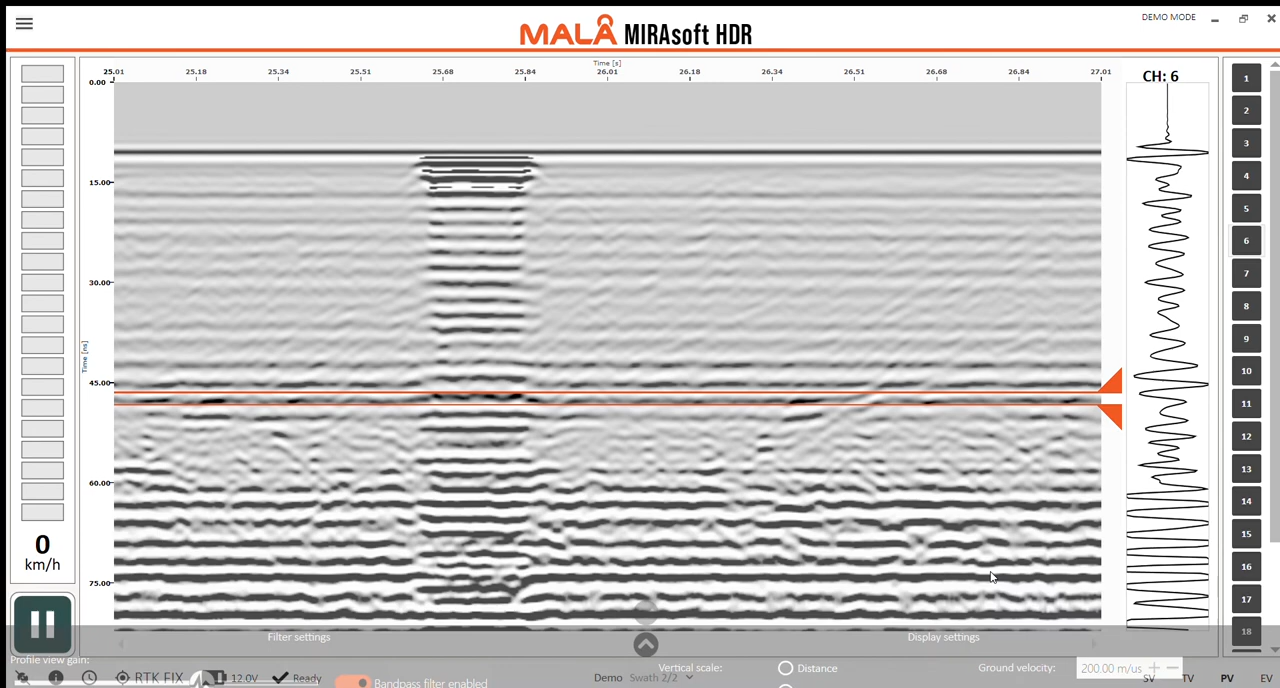 DEMO MODE
MALÅ MIRAsoft HDR
Time [s]
25.01 25.18 25.34 25.51 25.68 25.84 26.01 26.18 26.34 26.51 26.68 26.84 27.01
CH: 6
0.00
15.00
30.00
Time [ns]
45.00
60.00
75.00
1
2
3
4
5
6
7
8
9
10
11
12
13
14
15
16
17
18
0
km/h
Filter settings
Display settings
Profile view gain:
Vertical scale:
Distance
Ground velocity:
200.00 m/us
RTK FIX
12.0V
Ready
Bandpass filter enabled
Demo Swath 2/2
SV TV PV EV